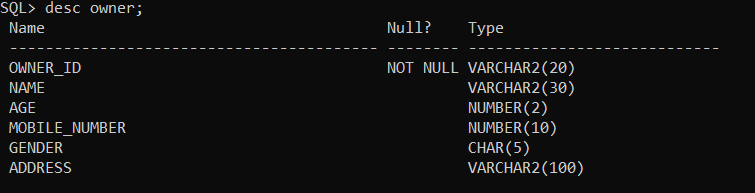 SQL> desc owner;
Name Null? Type
----------------------------------------- -------- ----------------------------
OWNER_ID NOT NULL VARCHAR2(20)
NAME VARCHAR2(30)
AGE NUMBER(2)
MOBILE_NUMBER NUMBER(10)
GENDER CHAR(5)
ADDRESS VARCHAR2(100)